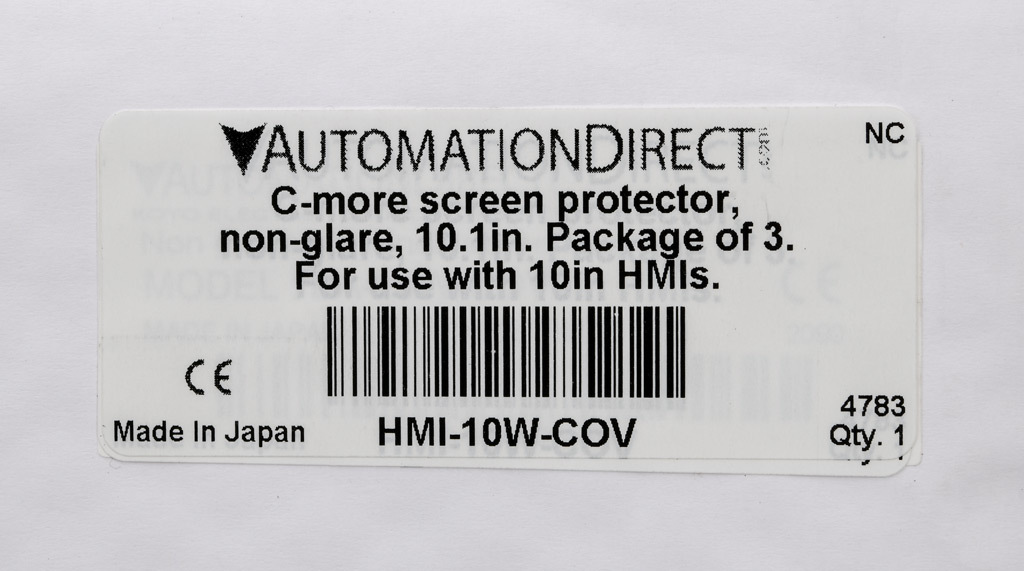 NC
AUTOMATIONDIRECT.com
C-more screen protector,
non-glare, 10.1in. Package of 3.
For use with 10in HMIs.
CE
4783
Made In Japan
HMI-10W-COV
Qty. 1